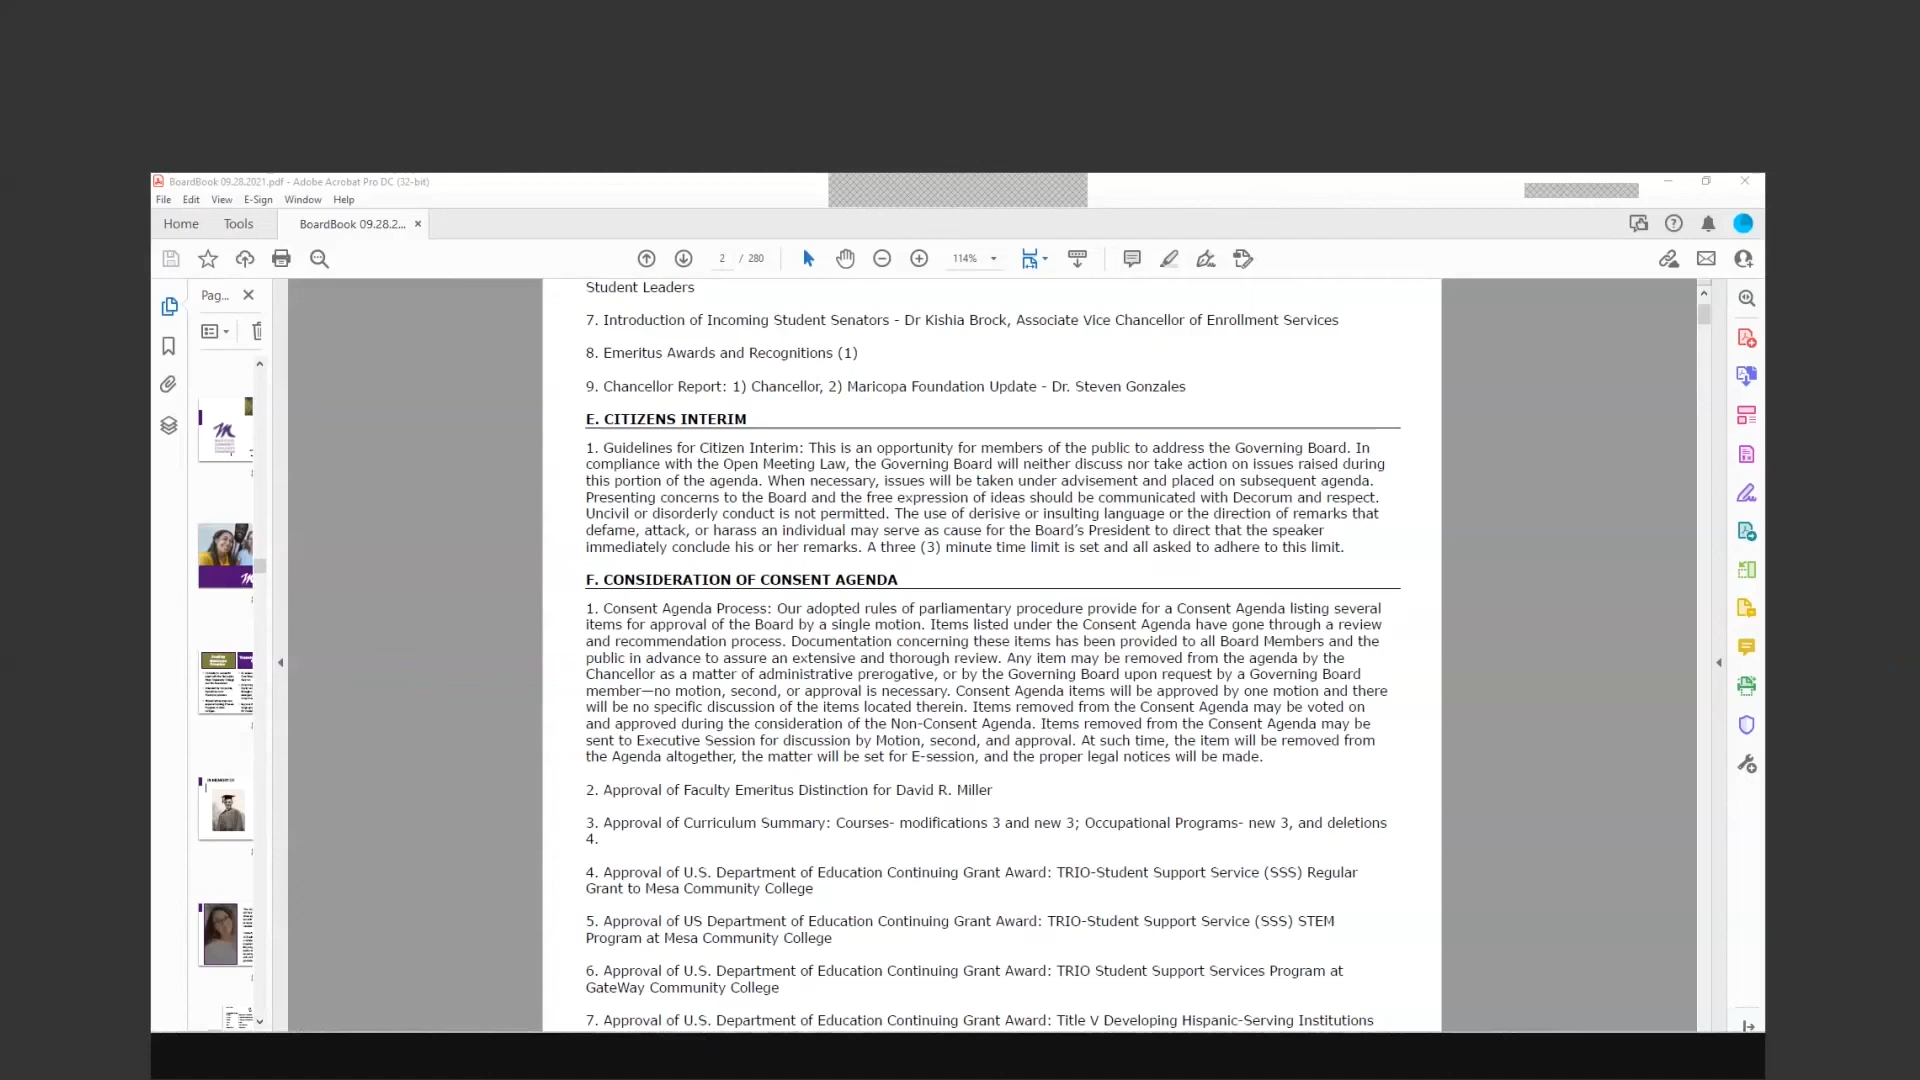 BoardBook 09.28.2021.pdf - Adobe Acrobat Pro DC (32-bit)
File Edit View E-Sign Window Help
Home Tools BoardBook 09.28.2...
2 / 280 114%
Pag...
Student Leaders
7. Introduction of Incoming Student Senators - Dr Kishia Brock, Associate Vice Chancellor of Enrollment Services
8. Emeritus Awards and Recognitions (1)
9. Chancellor Report: 1) Chancellor, 2) Maricopa Foundation Update - Dr. Steven Gonzales
E. CITIZENS INTERIM
1. Guidelines for Citizen Interim: This is an opportunity for members of the public to address the Governing Board. In
compliance with the Open Meeting Law, the Governing Board will neither discuss nor take action on issues raised during
this portion of the agenda. When necessary, issues will be taken under advisement and placed on subsequent agenda.
Presenting concerns to the Board and the free expression of ideas should be communicated with Decorum and respect.
Uncivil or disorderly conduct is not permitted. The use of derisive or insulting language or the direction of remarks that
defame, attack, or harass an individual may serve as cause for the Board’s President to direct that the speaker
immediately conclude his or her remarks. A three (3) minute time limit is set and all asked to adhere to this limit.
F. CONSIDERATION OF CONSENT AGENDA
1. Consent Agenda Process: Our adopted rules of parliamentary procedure provide for a Consent Agenda listing several
items for approval of the Board by a single motion. Items listed under the Consent Agenda have gone through a review
and recommendation process. Documentation concerning these items has been provided to all Board Members and the
public in advance to assure an extensive and thorough review. Any item may be removed from the agenda by the
Chancellor as a matter of administrative prerogative, or by the Governing Board upon request by a Governing Board
member—no motion, second, or approval is necessary. Consent Agenda items will be approved by one motion and there
will be no specific discussion of the items located therein. Items removed from the Consent Agenda may be voted on
and approved during the consideration of the Non-Consent Agenda. Items removed from the Consent Agenda may be
sent to Executive Session for discussion by Motion, second, and approval. At such time, the item will be removed from
the Agenda altogether, the matter will be set for E-session, and the proper legal notices will be made.
2. Approval of Faculty Emeritus Distinction for David R. Miller
3. Approval of Curriculum Summary: Courses- modifications 3 and new 3; Occupational Programs- new 3, and deletions
4.
4. Approval of U.S. Department of Education Continuing Grant Award: TRIO-Student Support Service (SSS) Regular
Grant to Mesa Community College
5. Approval of US Department of Education Continuing Grant Award: TRIO-Student Support Service (SSS) STEM
Program at Mesa Community College
6. Approval of U.S. Department of Education Continuing Grant Award: TRIO Student Support Services Program at
GateWay Community College
7. Approval of U.S. Department of Education Continuing Grant Award: Title V Developing Hispanic-Serving Institutions